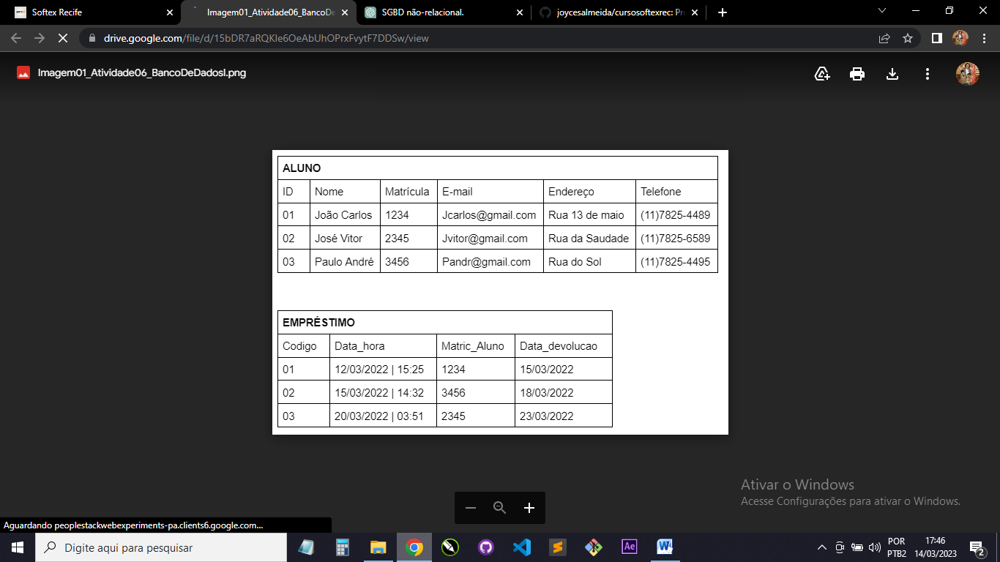 Softex Recife
Imagem01_Atividade06_BancoDe
SGBD não-relacional.
joycesalmeida/cursosoftexrec: Pr
drive.google.com/file/d/15bDR7aRQKle6OeAbUhOPrxFvytF7DDSw/view
Imagem01_Atividade06_BancoDeDadosI.png
ALUNO
ID Nome Matrícula E-mail Endereço Telefone
01 João Carlos 1234 Jcarlos@gmail.com Rua 13 de maio (11)7825-4489
02 José Vitor 2345 Jvitor@gmail.com Rua da Saudade (11)7825-6589
03 Paulo André 3456 Pandr@gmail.com Rua do Sol (11)7825-4495
EMPRÉSTIMO
Codigo Data_hora Matric_Aluno Data_devolucao
01 12/03/2022 | 15:25 1234 15/03/2022
02 15/03/2022 | 14:32 3456 18/03/2022
03 20/03/2022 | 03:51 2345 23/03/2022
Ativar o Windows
Acesse Configurações para ativar o Windows.
Aguardando peoplestackwebexperiments-pa.clients6.google.com...
Digite aqui para pesquisar
Ae
W
POR
PTB2
17:46
14/03/2023
2